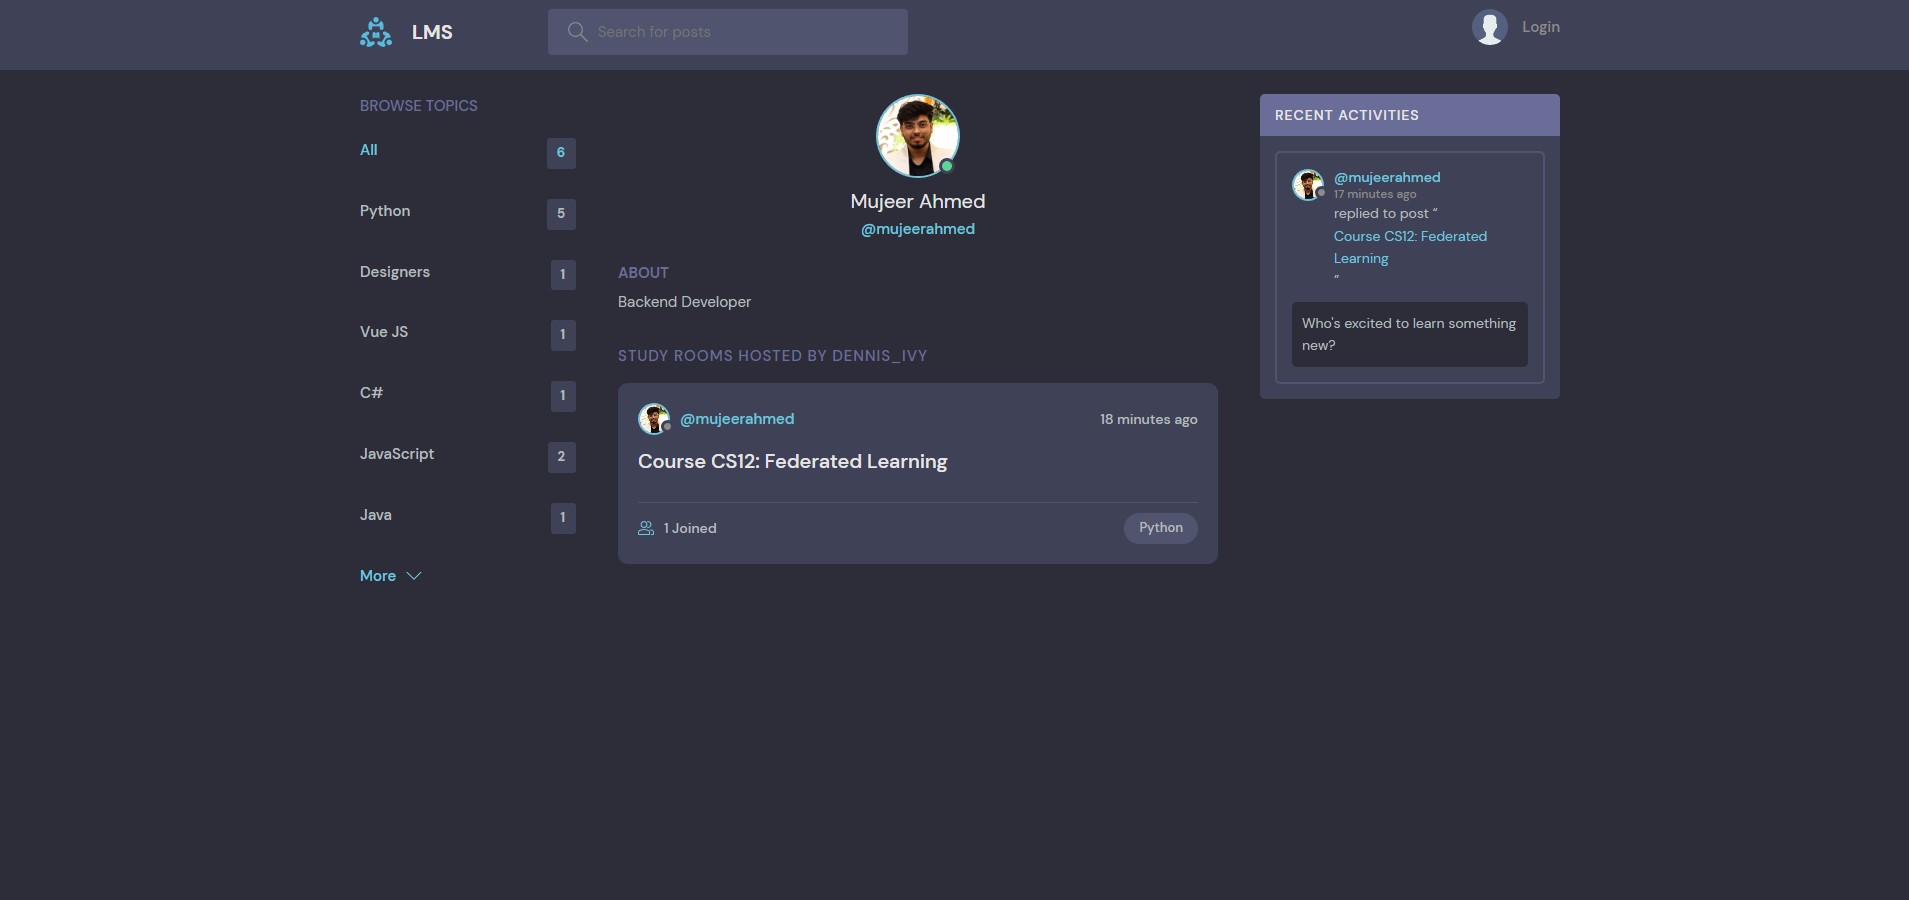 LMS
Search for posts
Login
BROWSE TOPICS
All 6
Python 5
Designers 1
Vue JS 1
C# 1
JavaScript 2
Java 1
More
Mujeer Ahmed
@mujeerahmed
ABOUT
Backend Developer
STUDY ROOMS HOSTED BY DENNIS_IVY
@mujeerahmed 18 minutes ago
Course CS12: Federated Learning
1 Joined Python
RECENT ACTIVITIES
@mujeerahmed
17 minutes ago
replied to post “
Course CS12: Federated
Learning
”
Who's excited to learn something
new?